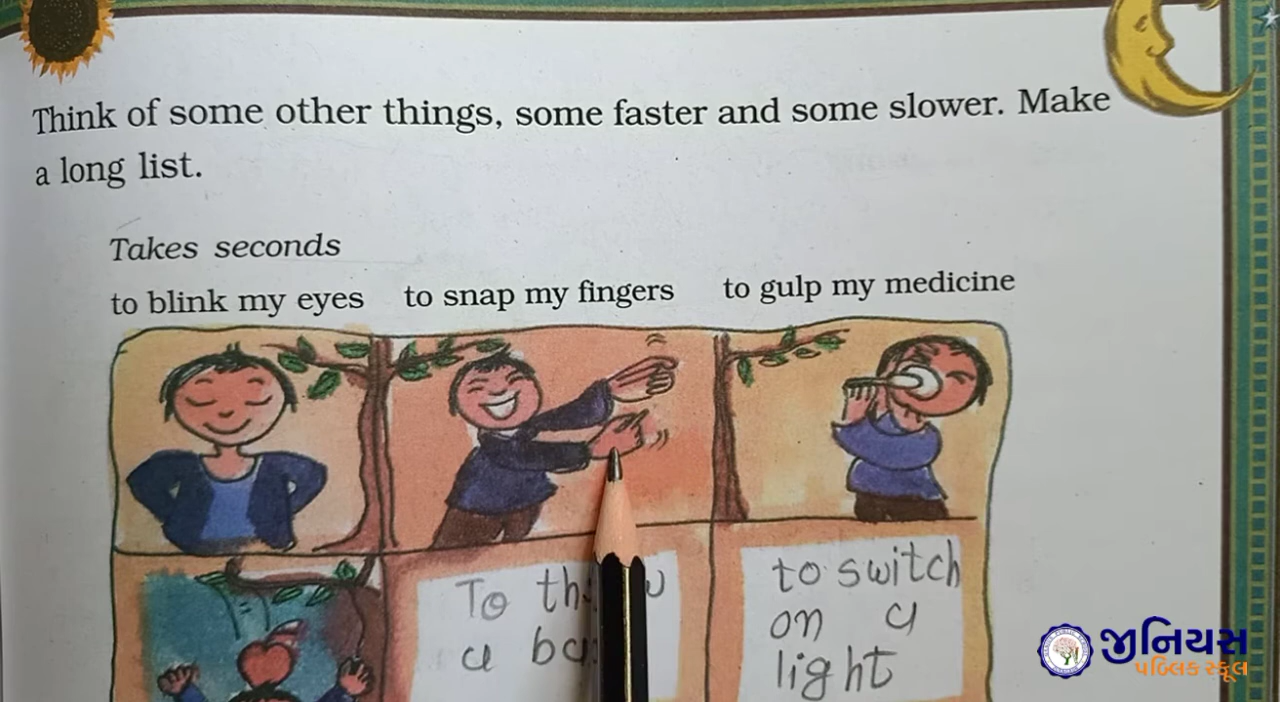 Think of some other things, some faster and some slower. Make
a long list.
Takes seconds
to blink my eyes to snap my fingers to gulp my medicine
To
a
to switch
on a
light
જીનિયસ
પબ્લિક સ્કૂલ